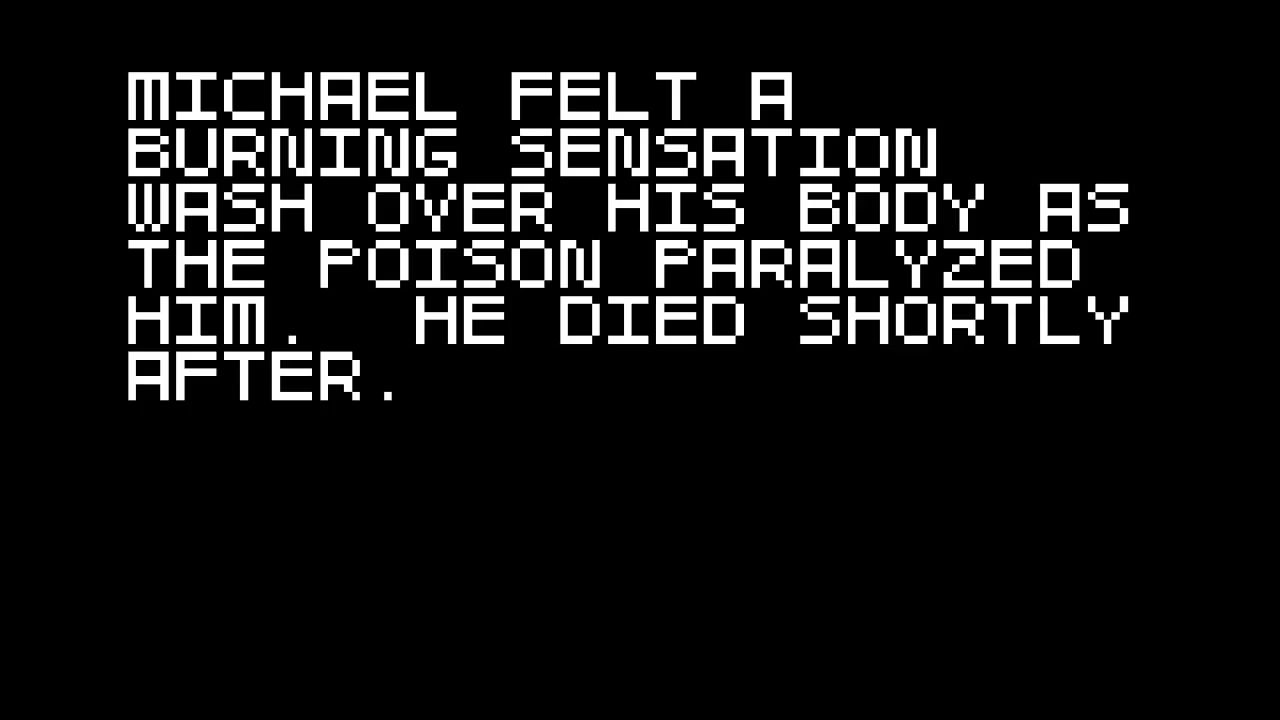 MICHAEL FELT A
BURNING SENSATION
WASH OVER HIS BODY AS
THE POISON PARALYZED
HIM.  HE DIED SHORTLY
AFTER.